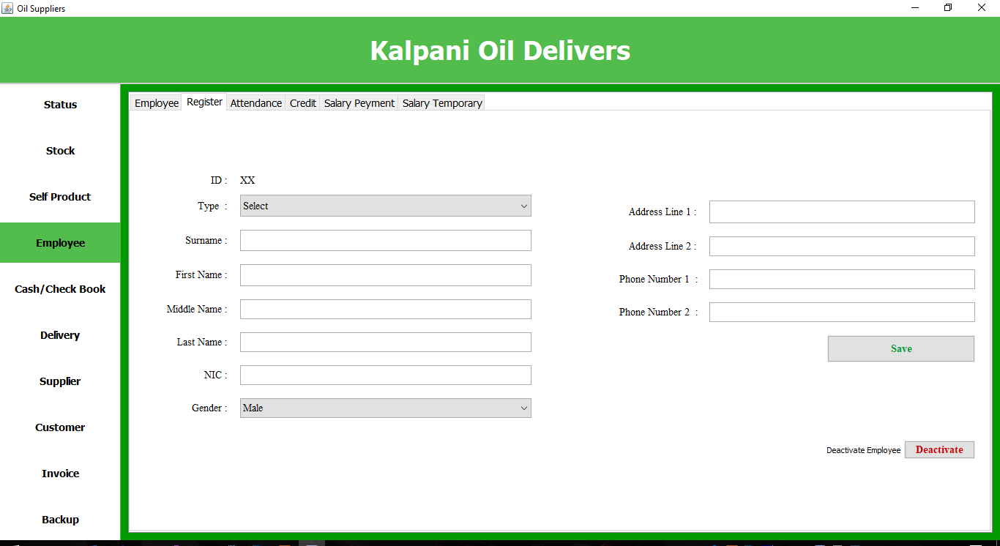 Oil Suppliers
Kalpani Oil Delivers
Status
Stock
Self Product
Employee
Cash/Check Book
Delivery
Supplier
Customer
Invoice
Backup
Employee Register Attendance Credit Salary Peyment Salary Temporary
ID : XX
Type : Select
Surname :
First Name :
Middle Name :
Last Name :
NIC :
Gender : Male
Address Line 1 :
Address Line 2 :
Phone Number 1 :
Phone Number 2 :
Save
Deactivate Employee Deactivate